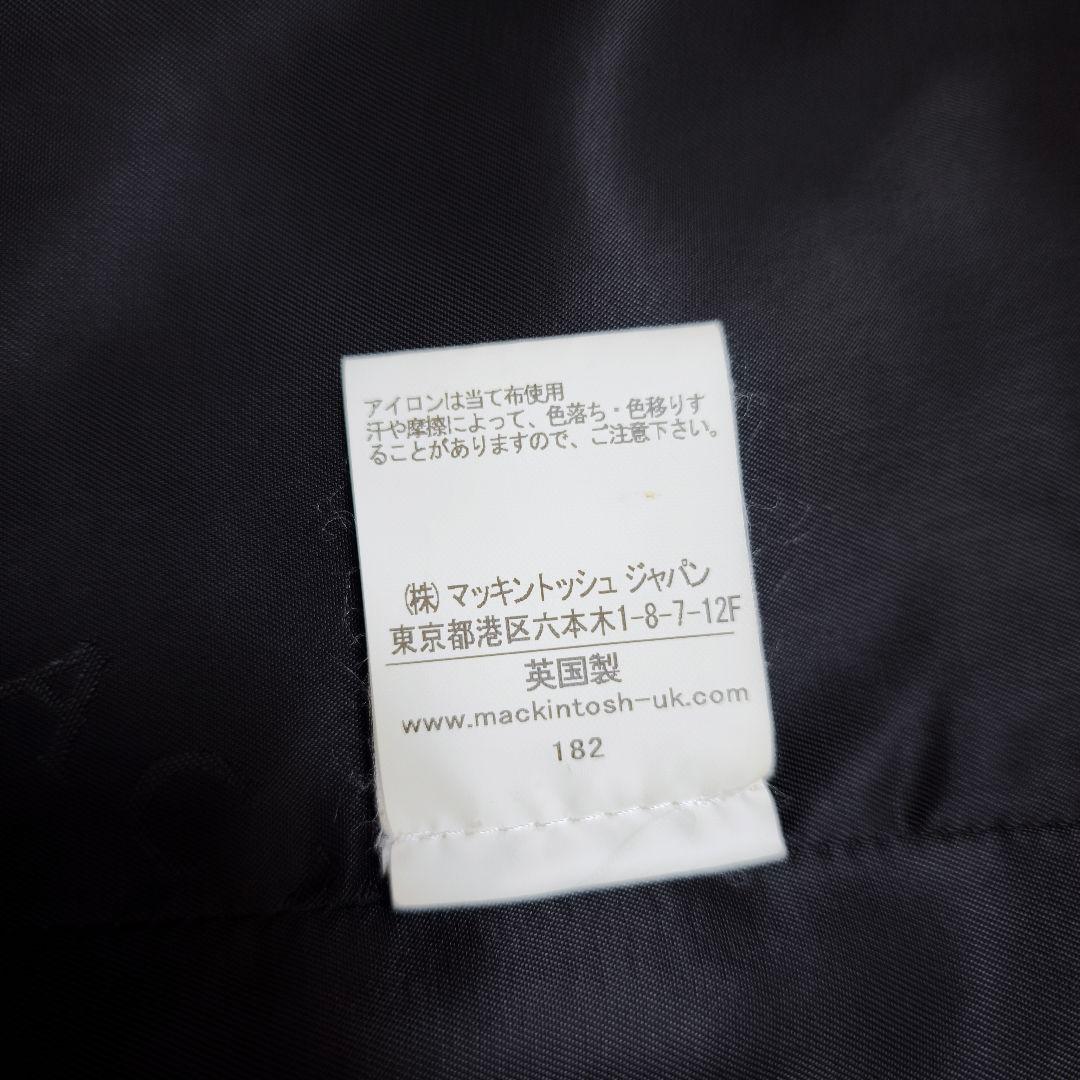 アイロンは当て布使用
汗や摩擦によって、色落ち・色移りす
ることがありますので、ご注意下さい。
(株)マッキントッシュ ジャパン
東京都港区六本木1-8-7-12F
英国製
www.mackintosh-uk.com
182